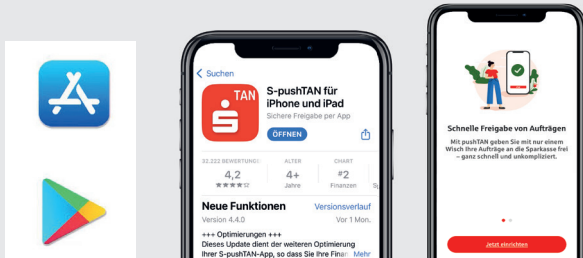 Suchen
TAN
S-pushTAN für
iPhone und iPad
Sichere Freigabe per App
ÖFFNEN
32.222 BEWERTUNGEN
ALTER
CHART
4,2
4+
#2
Jahre
Finanzen
Neue Funktionen
Versionsverlauf
Version 4.4.0
Vor 1 Mon.
+++ Optimierungen +++
Dieses Update dient der weiteren Optimierung
Ihrer S-pushTAN-App, so dass Sie Ihre Finan
Mehr
Schnelle Freigabe von Aufträgen
Mit pushTAN geben Sie mit nur einem
Wisch Ihre Aufträge an die Sparkasse frei
– ganz schnell und unkompliziert.
Jetzt einrichten